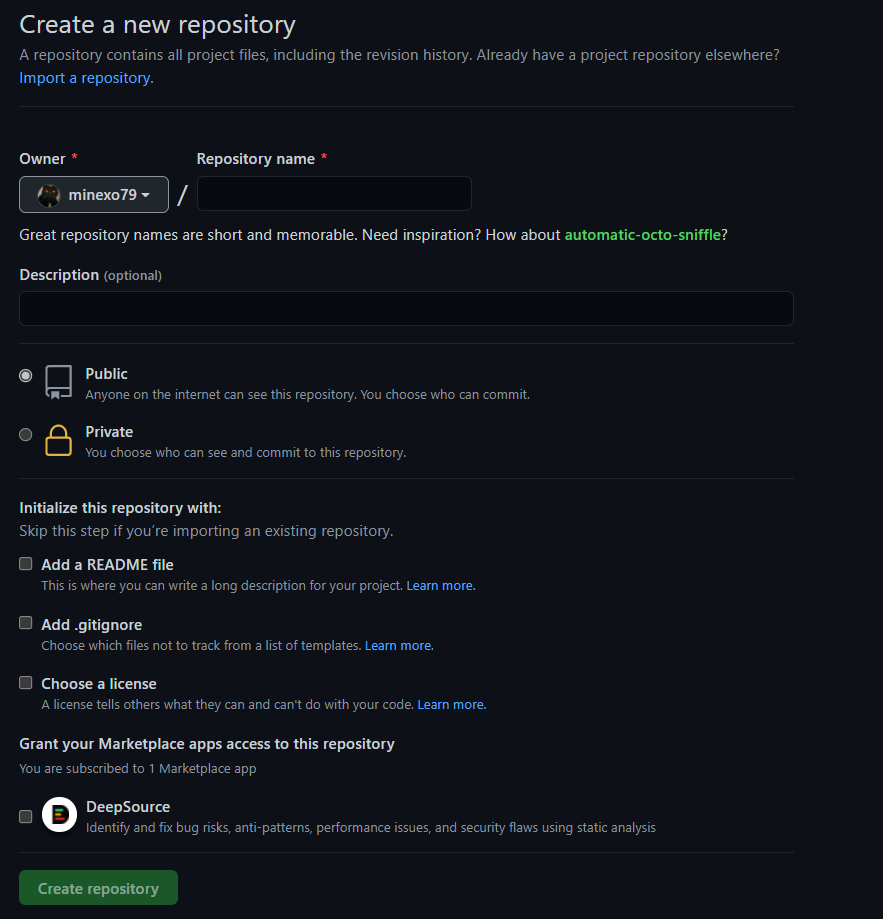 Create a new repository
A repository contains all project files, including the revision history. Already have a project repository elsewhere?
Import a repository.
Owner *
Repository name *
minexo79
/
Great repository names are short and memorable. Need inspiration? How about automatic-octo-sniffle?
Description (optional)
Public
Anyone on the internet can see this repository. You choose who can commit.
Private
You choose who can see and commit to this repository.
Initialize this repository with:
Skip this step if you're importing an existing repository.
Add a README file
This is where you can write a long description for your project. Learn more.
Add .gitignore
Choose which files not to track from a list of templates. Learn more.
Choose a license
A license tells others what they can and can't do with your code. Learn more.
Grant your Marketplace apps access to this repository
You are subscribed to 1 Marketplace app
DeepSource
Identify and fix bug risks, anti-patterns, performance issues, and security flaws using static analysis
Create repository